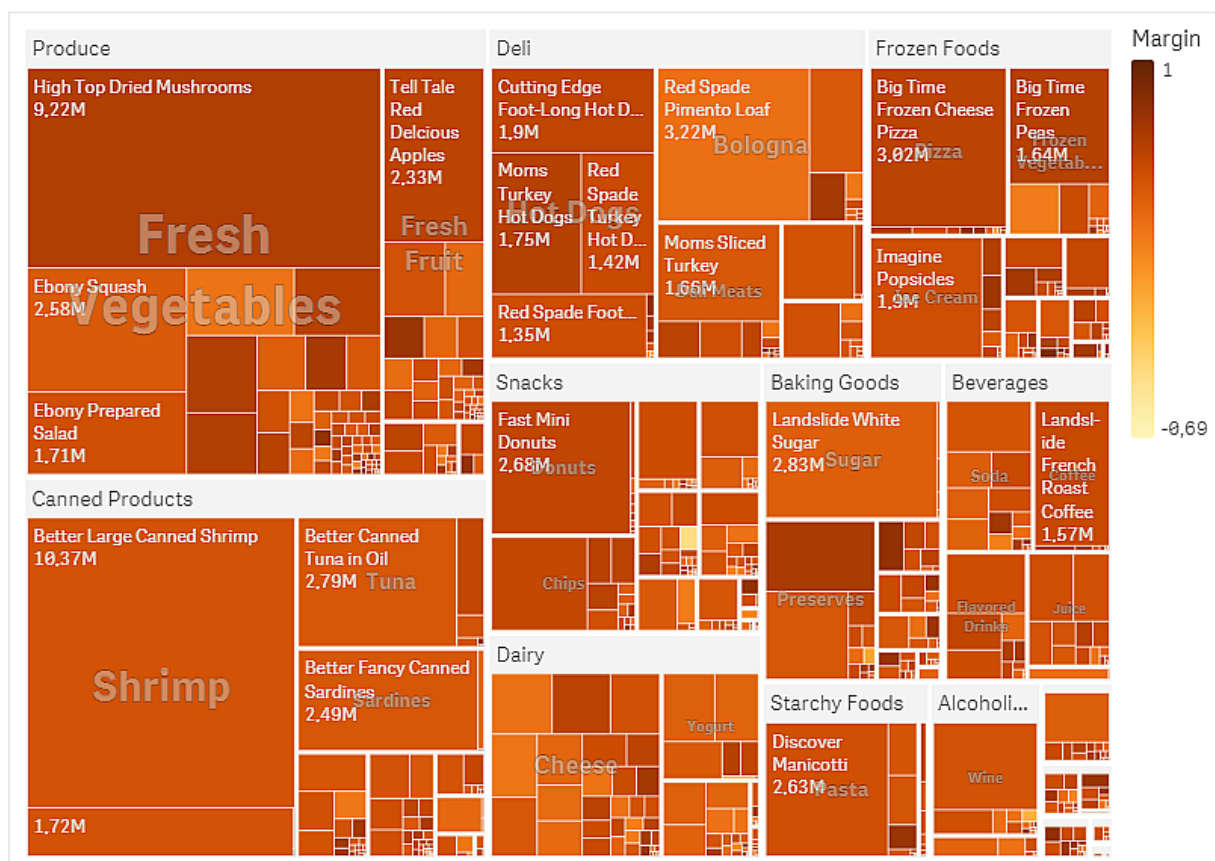 Produce
High Top Dried Mushrooms
9,22M
Fresh
Vegetables
Ebony Squash
2,58M
Ebony Prepared
Salad
1,71M
Tell Tale
Red
Delcious
Apples
2,33M
Fresh
Fruit
Canned Products
Better Large Canned Shrimp
10,37M
Shrimp
1,72M
Better Canned
Tuna in Oil
2,79M
Tuna
Better Fancy Canned
Sardines
2,49M
Sardines
Deli
Cutting Edge
Foot-Long Hot D...
1,9M
Moms
Turkey
Hot Dogs
1,75M
Red
Spade
Turkey
Hot D...
1,42M
Hot Dogs
Red Spade Foot...
1,35M
Red Spade
Pimento Loaf
3,22M
Bologna
Moms Sliced
Turkey
1,66M
Deli Meats
Frozen Foods
Big Time
Frozen Cheese
Pizza
3,02M
Pizza
Big Time
Frozen
Peas
1,64M
Frozen
Vegetab...
Imagine
Popsicles
1,9M
Ice Cream
Snacks
Fast Mini
Donuts
2,68M
Donuts
Chips
Dairy
Cheese
Yogurt
Baking Goods
Landslide White
Sugar
2,83M
Sugar
Preserves
Beverages
Soda
Landsl-
ide
French
Roast
Coffee
1,57M
Coffee
Flavored
Drinks
Juice
Starchy Foods
Discover
Manicotti
2,63M
Pasta
Alcoholi...
Wine
Margin
1
-0,69